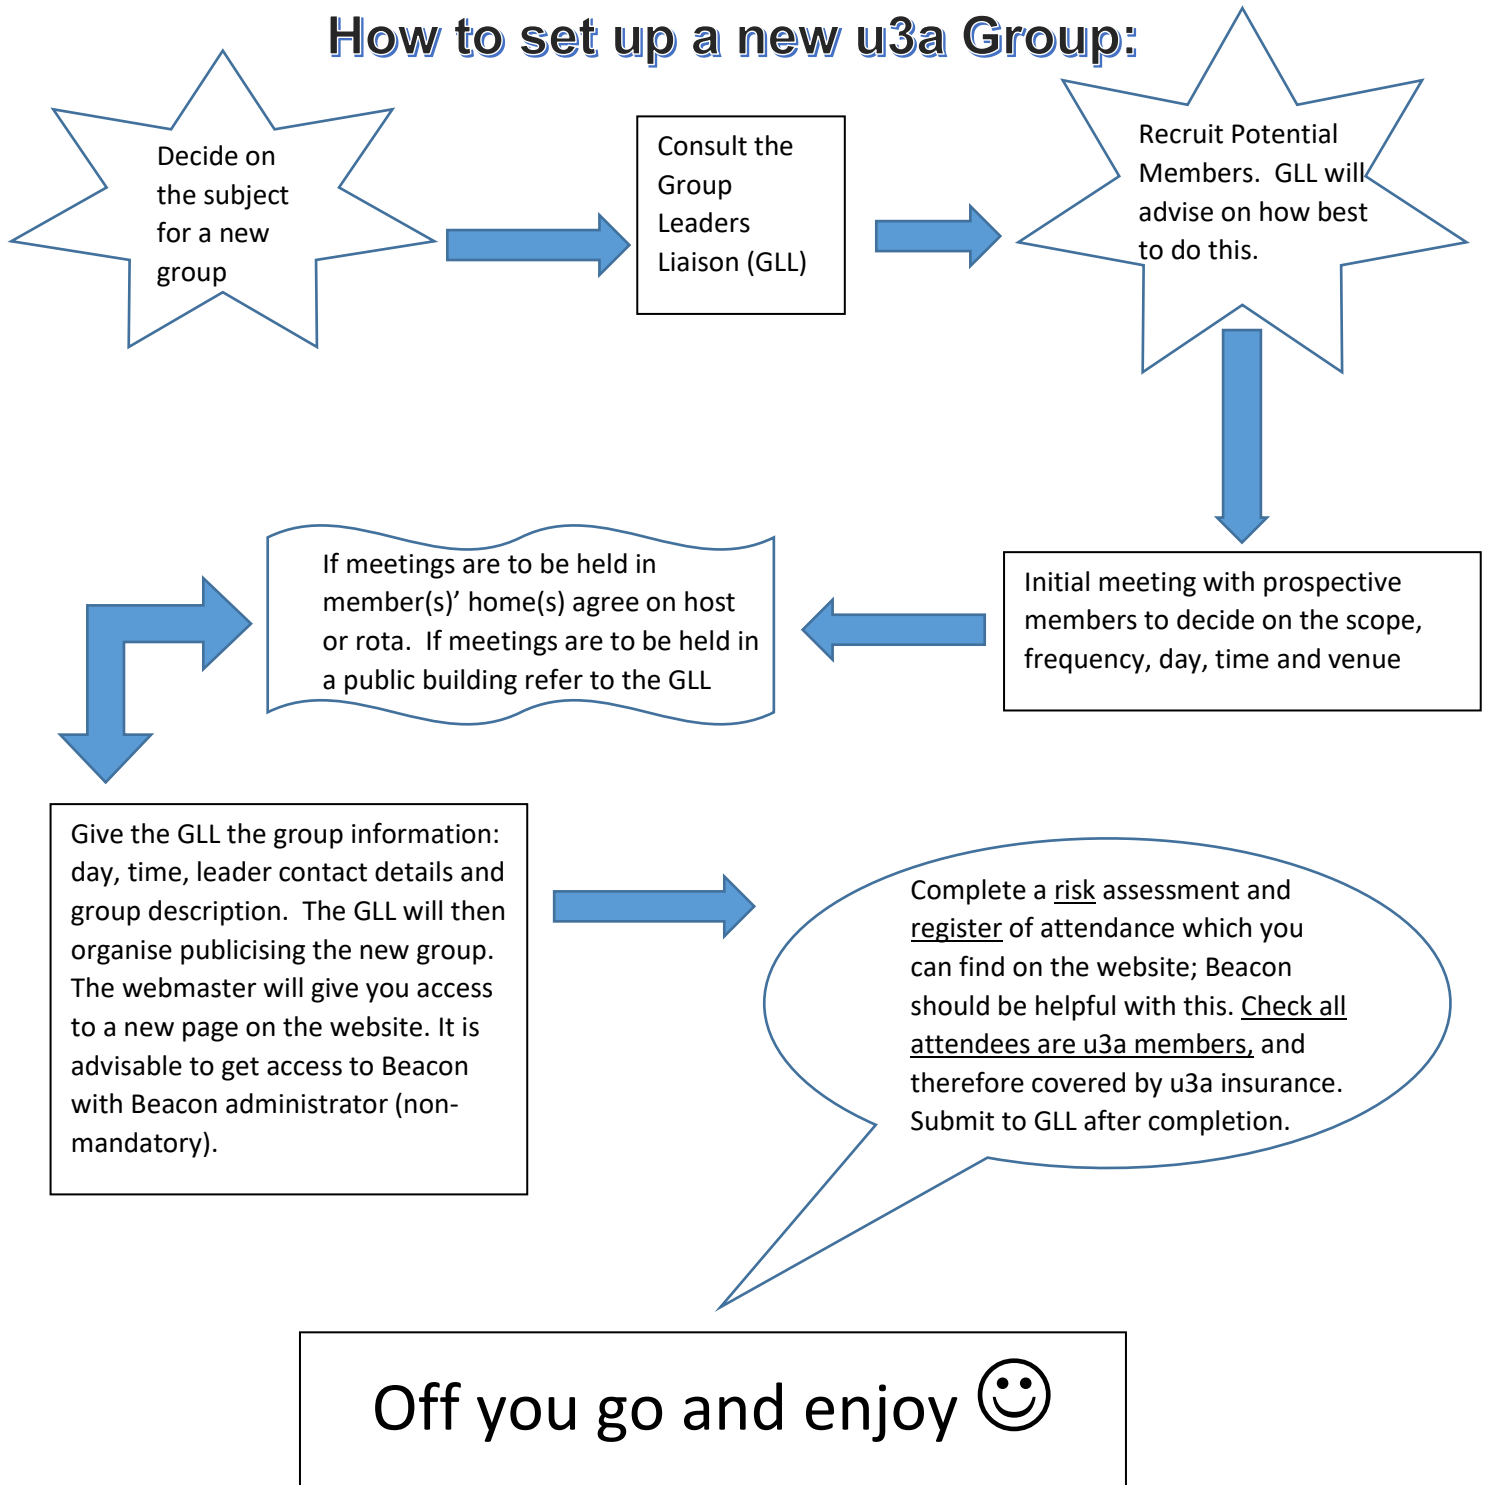 How to set up a new u3a Group:
Decide on
the subject
for a new
group
Consult the
Group
Leaders
Liaison (GLL)
Recruit Potential
Members.  GLL will
advise on how best
to do this.
Initial meeting with prospective
members to decide on the scope,
frequency, day, time and venue
If meetings are to be held in
member(s)’ home(s) agree on host
or rota.  If meetings are to be held in
a public building refer to the GLL
Give the GLL the group information:
day, time, leader contact details and
group description.  The GLL will then
organise publicising the new group.
The webmaster will give you access
to a new page on the website. It is
advisable to get access to Beacon
with Beacon administrator (non-
mandatory).
Complete a risk assessment and
register of attendance which you
can find on the website; Beacon
should be helpful with this. Check all
attendees are u3a members, and
therefore covered by u3a insurance.
Submit to GLL after completion.
Off you go and enjoy ☺